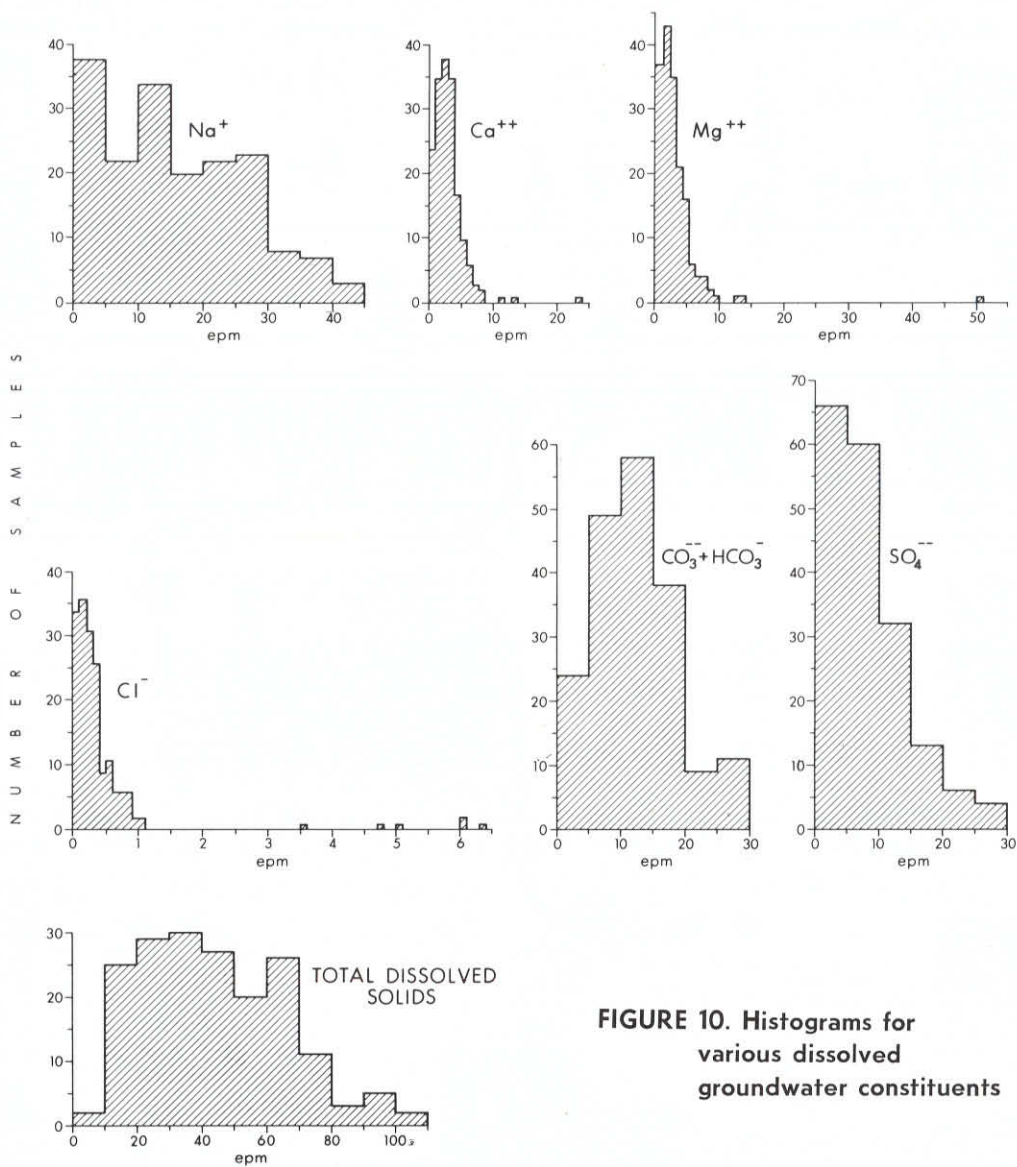 Na+
40
30
20
10
0
0 10 20 30 40
epm
Ca++
40
30
20
10
0
0 10 20
epm
Mg++
40
30
20
10
0
0 10 20 30 40 50
epm
NUMBER OF SAMPLES
Cl-
40
30
20
10
0
0 1 2 3 4 5 6
epm
CO3-- + HCO3-
60
50
40
30
20
10
0
0 10 20 30
epm
SO4--
70
60
50
40
30
20
10
0
0 10 20 30
epm
TOTAL DISSOLVED
SOLIDS
30
20
10
0
0 20 40 60 80 100
epm
FIGURE 10. Histograms for
various dissolved
groundwater constituents